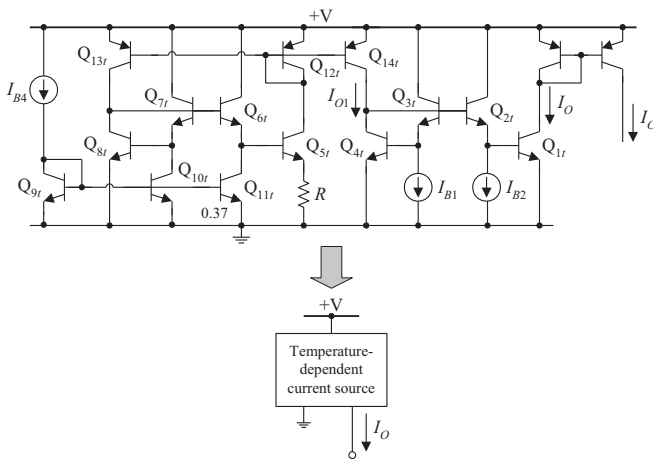 +V
Q13t
Q12t
Q14t
IB4
IO1
IO
IO
Q7t
Q6t
Q3t
Q2t
Q8t
Q5t
Q4t
Q1t
Q9t
Q10t
Q11t
R
IB1
IB2
0.37
+V
Temperature-
dependent
current source
IO